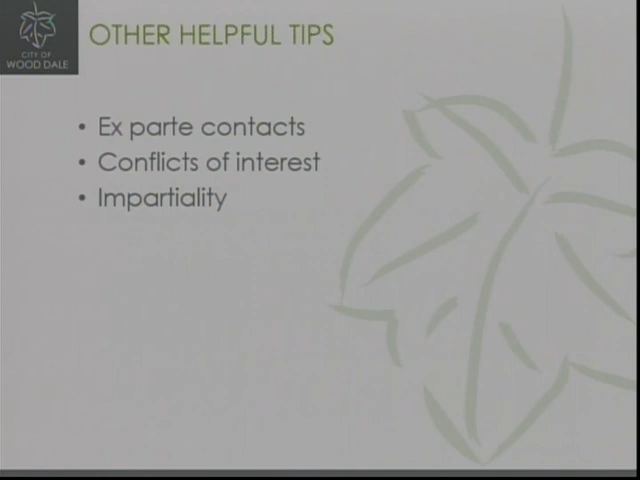 CITY OF
WOOD DALE
OTHER HELPFUL TIPS
• Ex parte contacts
• Conflicts of interest
• Impartiality